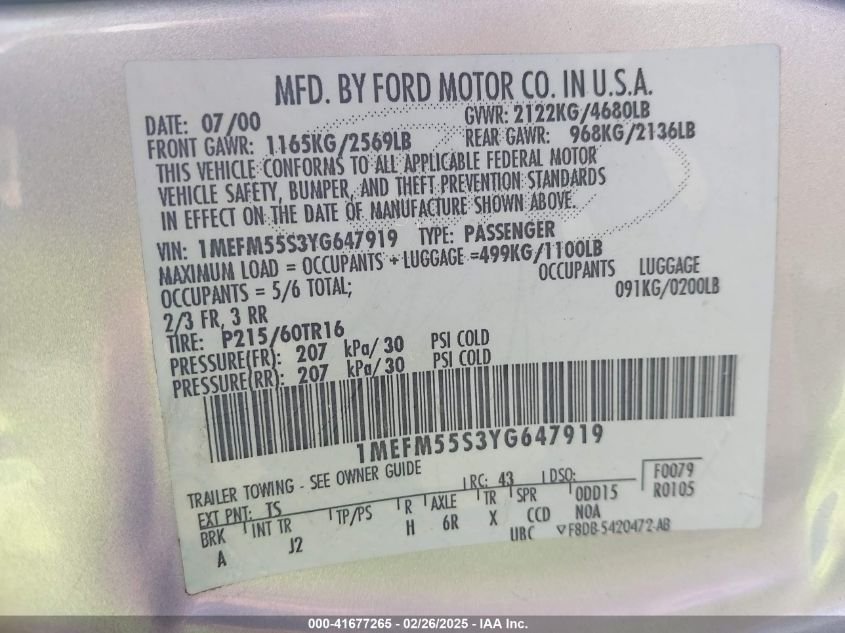 MFD. BY FORD MOTOR CO. IN U.S.A.
DATE: 07/00 GVWR: 2122KG/4680LB
FRONT GAWR: 1165KG/2569LB REAR GAWR: 968KG/2136LB
THIS VEHICLE CONFORMS TO ALL APPLICABLE FEDERAL MOTOR
VEHICLE SAFETY, BUMPER, AND THEFT PREVENTION STANDARDS
IN EFFECT ON THE DATE OF MANUFACTURE SHOWN ABOVE.
VIN: 1MEFM55S3YG647919 TYPE: PASSENGER
MAXIMUM LOAD = OCCUPANTS + LUGGAGE =499KG/1100LB
OCCUPANTS = 5/6 TOTAL; OCCUPANTS LUGGAGE
2/3 FR, 3 RR 091KG/0200LB
TIRE: P215/60TR16
PRESSURE(FR): 207 kPa/ 30 PSI COLD
PRESSURE(RR): 207 kPa/ 30 PSI COLD
1MEFM55S3YG647919
TRAILER TOWING - SEE OWNER GUIDE
EXT PNT: TS RC: 43 DSO: F0079
BRK INT TR TP/PS R AXLE TR SPR ODD15 R0105
A J2 H 6R X CCD NOA
UBC ▽F8DB-5420472-AB
000-41677265 - 02/26/2025 - IAA Inc.